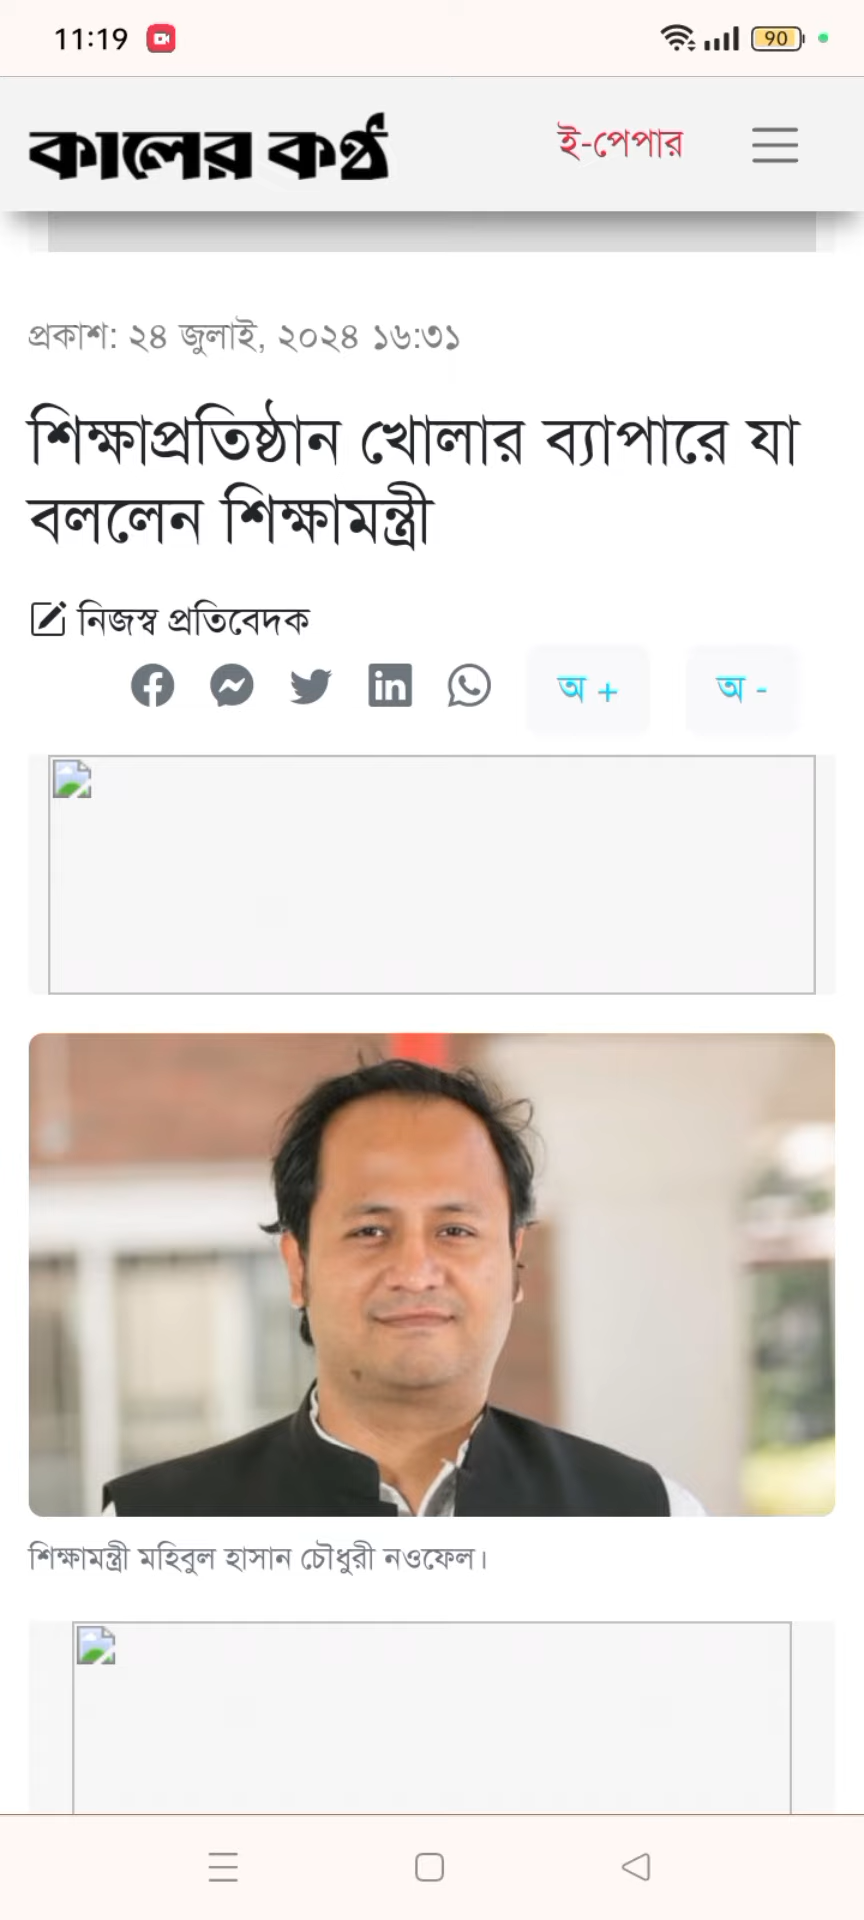 11:19
90
কালের কণ্ঠ
ই-পেপার
প্রকাশ: ২৪ জুলাই, ২০২৪ ১৬:৩১
শিক্ষাপ্রতিষ্ঠান খোলার ব্যাপারে যা
বললেন শিক্ষামন্ত্রী
নিজস্ব প্রতিবেদক
অ + অ -
শিক্ষামন্ত্রী মহিবুল হাসান চৌধুরী নওফেল।